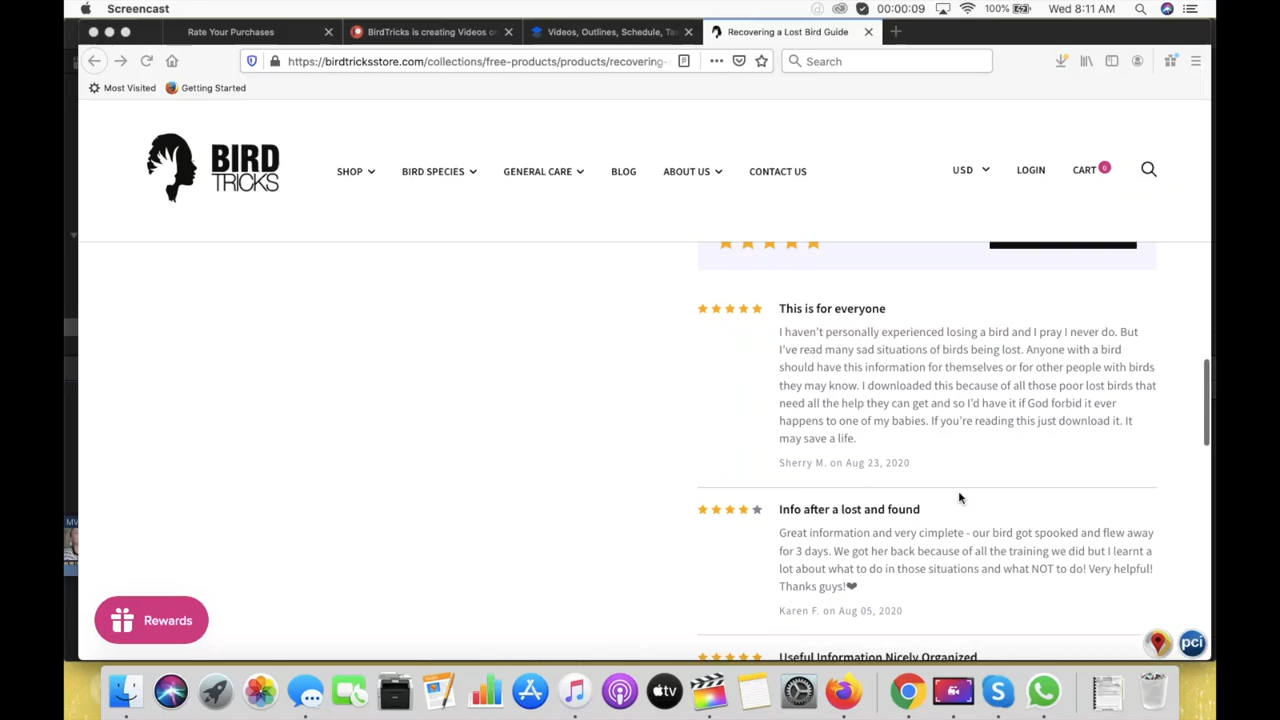 Screencast
00:00:09
100%
Wed 8:11 AM
Rate Your Purchases
BirdTricks is creating Videos on
Videos, Outlines, Schedule, Tas
Recovering a Lost Bird Guide
https://birdtricksstore.com/collections/free-products/products/recovering-
Search
Most Visited
Getting Started
BIRD
TRICKS
SHOP
BIRD SPECIES
GENERAL CARE
BLOG
ABOUT US
CONTACT US
USD
LOGIN
CART 0
This is for everyone
I haven't personally experienced losing a bird and I pray I never do. But
I've read many sad situations of birds being lost. Anyone with a bird
should have this information for themselves or for other people with birds
they may know. I downloaded this because of all those poor lost birds that
need all the help they can get and so I'd have it if God forbid it ever
happens to one of my babies. If you're reading this just download it. It
may save a life.
Sherry M. on Aug 23, 2020
Info after a lost and found
Great information and very cimplete - our bird got spooked and flew away
for 3 days. We got her back because of all the training we did but I learnt a
lot about what to do in those situations and what NOT to do! Very helpful!
Thanks guys!❤
Karen F. on Aug 05, 2020
Useful Information Nicely Organized
Rewards
pci
MV
tv